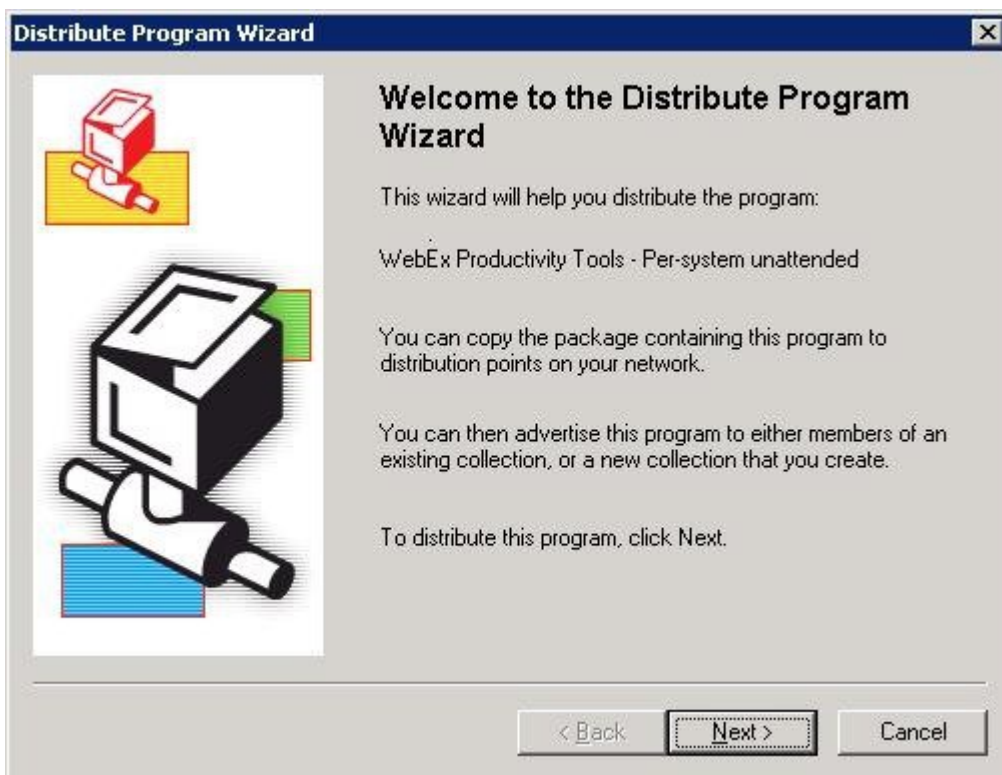 Distribute Program Wizard
Welcome to the Distribute Program
Wizard
This wizard will help you distribute the program:
WebEx Productivity Tools - Per-system unattended
You can copy the package containing this program to
distribution points on your network.
You can then advertise this program to either members of an
existing collection, or a new collection that you create.
To distribute this program, click Next.
< Back
Next >
Cancel